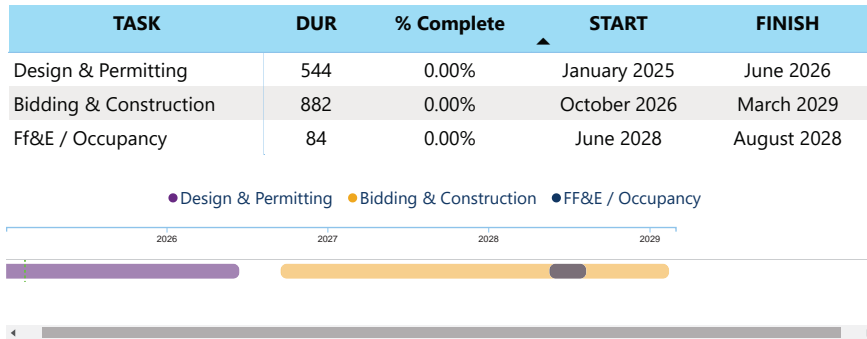 TASK DUR % Complete START FINISH
Design & Permitting 544 0.00% January 2025 June 2026
Bidding & Construction 882 0.00% October 2026 March 2029
Ff&E / Occupancy 84 0.00% June 2028 August 2028
Design & Permitting Bidding & Construction FF&E / Occupancy
2026 2027 2028 2029